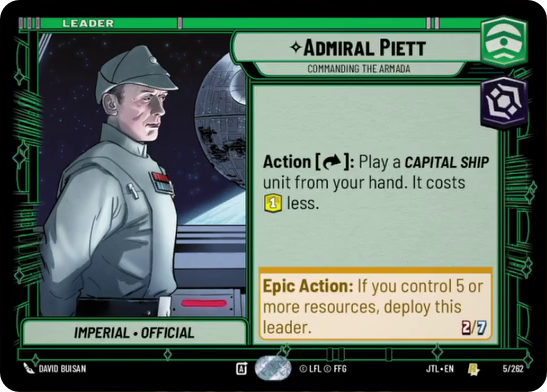 LEADER
✧ADMIRAL PIETT
COMMANDING THE ARMADA
Action [↷]: Play a CAPITAL SHIP
unit from your hand. It costs
1 less.
Epic Action: If you control 5 or
more resources, deploy this
leader.
2/7
IMPERIAL • OFFICIAL
DAVID BUISAN
A1
© LFL © FFG
JTL•EN
R
5/262